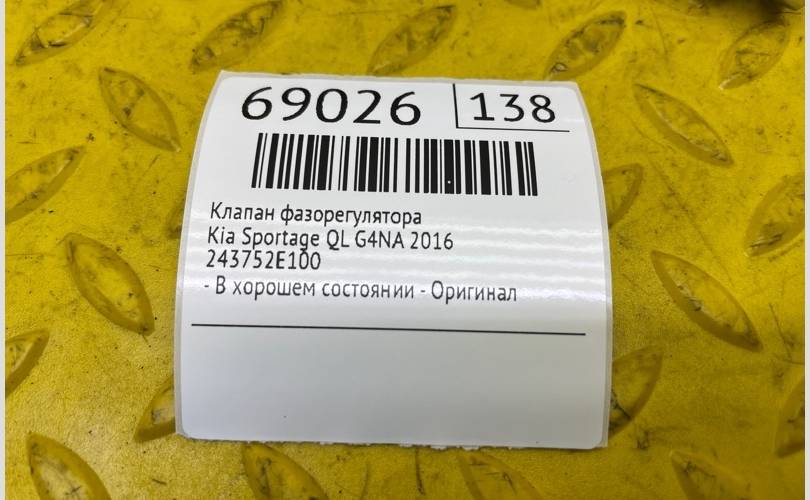 69026 138
Клапан фазорегулятора
Kia Sportage QL G4NA 2016
243752E100
- В хорошем состоянии - Оригинал